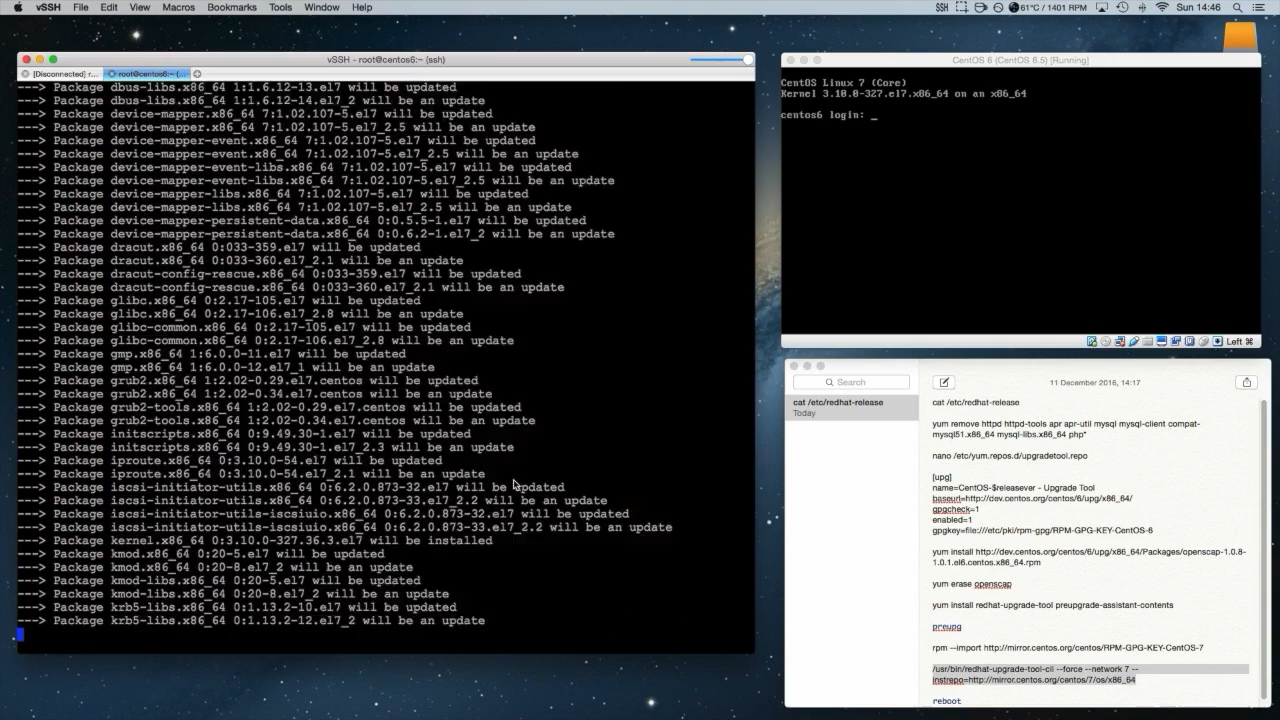 vSSH File Edit View Macros Bookmarks Tools Window Help
61°C / 1401 RPM Sun 14:46
vSSH - root@centos6:~ (ssh)
[Disconnected] r... root@centos6:~ (...
---> Package dbus-libs.x86_64 1:1.6.12-13.el7 will be updated
---> Package dbus-libs.x86_64 1:1.6.12-14.el7_2 will be an update
---> Package device-mapper.x86_64 7:1.02.107-5.el7 will be updated
---> Package device-mapper.x86_64 7:1.02.107-5.el7_2.5 will be an update
---> Package device-mapper-event.x86_64 7:1.02.107-5.el7 will be updated
---> Package device-mapper-event.x86_64 7:1.02.107-5.el7_2.5 will be an update
---> Package device-mapper-event-libs.x86_64 7:1.02.107-5.el7 will be updated
---> Package device-mapper-event-libs.x86_64 7:1.02.107-5.el7_2.5 will be an update
---> Package device-mapper-libs.x86_64 7:1.02.107-5.el7 will be updated
---> Package device-mapper-libs.x86_64 7:1.02.107-5.el7_2.5 will be an update
---> Package device-mapper-persistent-data.x86_64 0:0.5.5-1.el7 will be updated
---> Package device-mapper-persistent-data.x86_64 0:0.6.2-1.el7_2 will be an update
---> Package dracut.x86_64 0:033-359.el7 will be updated
---> Package dracut.x86_64 0:033-360.el7_2.1 will be an update
---> Package dracut-config-rescue.x86_64 0:033-359.el7 will be updated
---> Package dracut-config-rescue.x86_64 0:033-360.el7_2.1 will be an update
---> Package glibc.x86_64 0:2.17-105.el7 will be updated
---> Package glibc.x86_64 0:2.17-106.el7_2.8 will be an update
---> Package glibc-common.x86_64 0:2.17-105.el7 will be updated
---> Package glibc-common.x86_64 0:2.17-106.el7_2.8 will be an update
---> Package gmp.x86_64 1:6.0.0-11.el7 will be updated
---> Package gmp.x86_64 1:6.0.0-12.el7_1 will be an update
---> Package grub2.x86_64 1:2.02-0.29.el7.centos will be updated
---> Package grub2.x86_64 1:2.02-0.34.el7.centos will be an update
---> Package grub2-tools.x86_64 1:2.02-0.29.el7.centos will be updated
---> Package grub2-tools.x86_64 1:2.02-0.34.el7.centos will be an update
---> Package initscripts.x86_64 0:9.49.30-1.el7 will be updated
---> Package initscripts.x86_64 0:9.49.30-1.el7_2.3 will be an update
---> Package iproute.x86_64 0:3.10.0-54.el7 will be updated
---> Package iproute.x86_64 0:3.10.0-54.el7_2.1 will be an update
---> Package iscsi-initiator-utils.x86_64 0:6.2.0.873-32.el7 will be updated
---> Package iscsi-initiator-utils.x86_64 0:6.2.0.873-33.el7_2.2 will be an update
---> Package iscsi-initiator-utils-iscsiuio.x86_64 0:6.2.0.873-32.el7 will be updated
---> Package iscsi-initiator-utils-iscsiuio.x86_64 0:6.2.0.873-33.el7_2.2 will be an update
---> Package kernel.x86_64 0:3.10.0-327.36.3.el7 will be installed
---> Package kmod.x86_64 0:20-5.el7 will be updated
---> Package kmod.x86_64 0:20-8.el7_2 will be an update
---> Package kmod-libs.x86_64 0:20-5.el7 will be updated
---> Package kmod-libs.x86_64 0:20-8.el7_2 will be an update
---> Package krb5-libs.x86_64 0:1.13.2-10.el7 will be updated
---> Package krb5-libs.x86_64 0:1.13.2-12.el7_2 will be an update
CentOS 6 (CentOS 6.5) [Running]
CentOS Linux 7 (Core)
Kernel 3.10.0-327.el7.x86_64 on an x86_64
centos6 login: _
Left ⌘
Search
11 December 2016, 14:17
cat /etc/redhat-release
Today
cat /etc/redhat-release
yum remove httpd httpd-tools apr apr-util mysql mysql-client compat-
mysql51.x86_64 mysql-libs.x86_64 php*
nano /etc/yum.repos.d/upgradetool.repo
[upg]
name=CentOS-$releasever - Upgrade Tool
baseurl=http://dev.centos.org/centos/6/upg/x86_64/
gpgcheck=1
enabled=1
gpgkey=file:///etc/pki/rpm-gpg/RPM-GPG-KEY-CentOS-6
yum install http://dev.centos.org/centos/6/upg/x86_64/Packages/openscap-1.0.8-
1.0.1.el6.centos.x86_64.rpm
yum erase openscap
yum install redhat-upgrade-tool preupgrade-assistant-contents
preupg
rpm --import http://mirror.centos.org/centos/RPM-GPG-KEY-CentOS-7
/usr/bin/redhat-upgrade-tool-cli --force --network 7 --
instrepo=http://mirror.centos.org/centos/7/os/x86_64
reboot